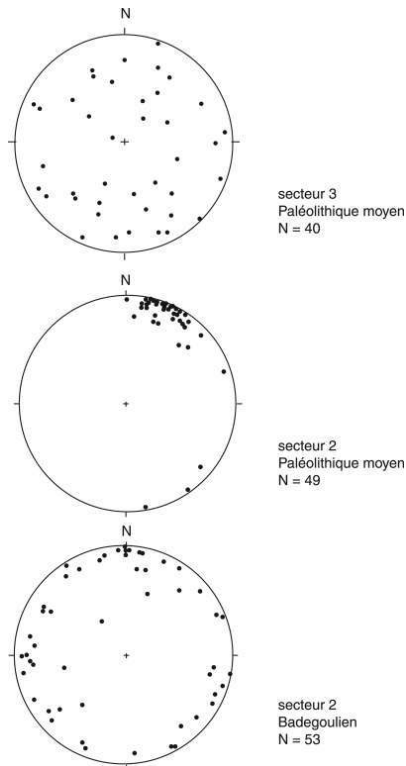 N
secteur 3
Paléolithique moyen
N = 40
N
secteur 2
Paléolithique moyen
N = 49
N
secteur 2
Badegoulien
N = 53